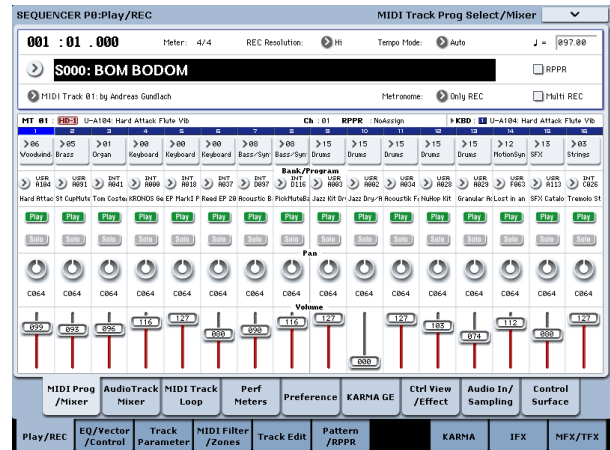 SEQUENCER P0:Play/REC MIDI Track Prog Select/Mixer
001 :01 .000 Meter: 4/4 REC Resolution: Hi Tempo Mode: Auto ♩ = 097.00
S000: BOM BODOM RPPR
MIDI Track 01: by Andreas Gundlach Metronome: Only REC Multi REC
MT 01 : HD-1 U-A104: Hard Attack Flute Vib Ch : 01 RPPR : NoAssign KBD: 1 U-A104: Hard Attack Flute Vib
1 2 3 4 5 6 7 8 9 10 11 12 13 14 15 16
06 05 01 00 00 00 08 08 15 15 15 15 15 12 13 03
Woodwind Brass Organ Keyboard Keyboard Keyboard Bass/Syn Bass/Syn Drums Drums Drums Drums Drums MotionSyn SFX Strings
Bank/Program
USR USR INT INT INT INT INT INT USR USR USR USR USR USR USR INT
A104 A091 A041 A000 A018 A037 D097 D116 A003 A002 A034 A028 A029 F063 A113 C026
Hard Attac St CupMute Tom Coste KRONOS Ge EP MarkI P Reed EP 20 Acoustic B PickMuteBa Jazz Kit Dr Jazz Dry/A Acoustik Fi NuHop Kit Granular R Lost in an SFX Catalo Tremolo St
Play Play Play Play Play Play Play Play Play Play Play Play Play Play Play Play
Solo Solo Solo Solo Solo Solo Solo Solo Solo Solo Solo Solo Solo Solo Solo Solo
Pan
C064 C064 C064 C064 C064 C064 C064 C064 C064 C064 C064 C064 C064 C064 C064 C064
Volume
099 093 096 116 127 080 090 116 127 000 127 103 074 112 080 127
MIDI Prog /Mixer AudioTrack Mixer MIDI Track Loop Perf Meters Preference KARMA GE Ctrl View /Effect Audio In/ Sampling Control Surface
Play/REC EQ/Vector /Control Track Parameter MIDI Filter /Zones Track Edit Pattern /RPPR KARMA IFX MFX/TFX